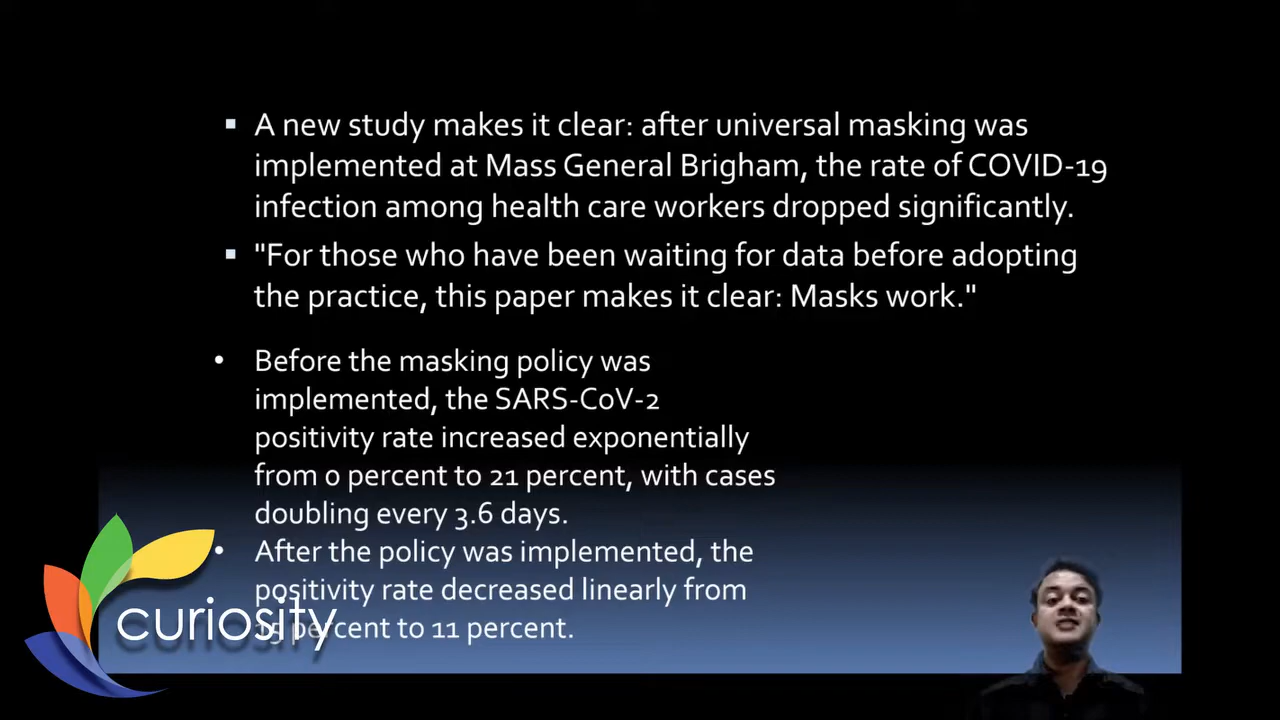 ▪ A new study makes it clear: after universal masking was
implemented at Mass General Brigham, the rate of COVID-19
infection among health care workers dropped significantly.
▪ "For those who have been waiting for data before adopting
the practice, this paper makes it clear: Masks work."
• Before the masking policy was
implemented, the SARS-CoV-2
positivity rate increased exponentially
from 0 percent to 21 percent, with cases
doubling every 3.6 days.
• After the policy was implemented, the
positivity rate decreased linearly from
percent to 11 percent.
curiosity